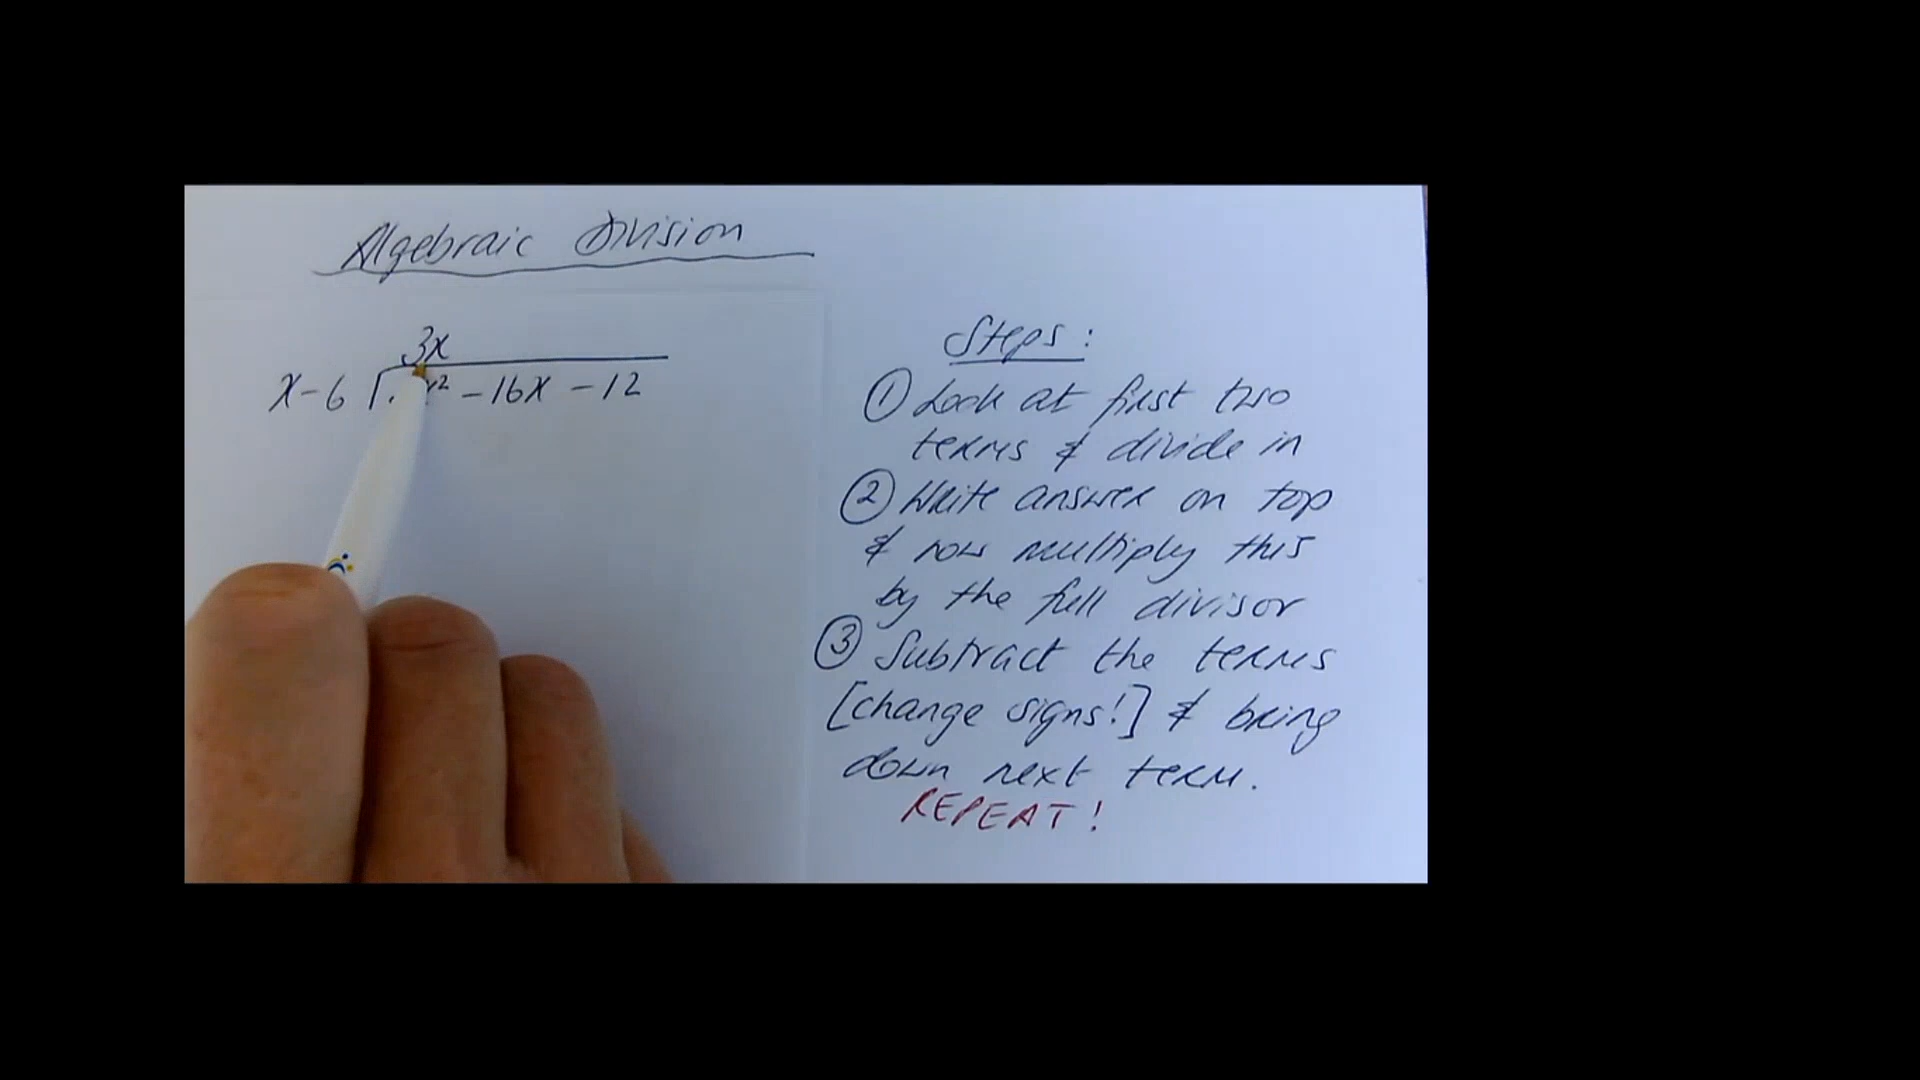 Algebraic Division
3x
x-6 x² -16x -12
Steps:
① Look at first two
terms & divide in
② Write answer on top
& now multiply this
by the full divisor
③ Subtract the terms
[change signs!] & bring
down next term.
REPEAT!